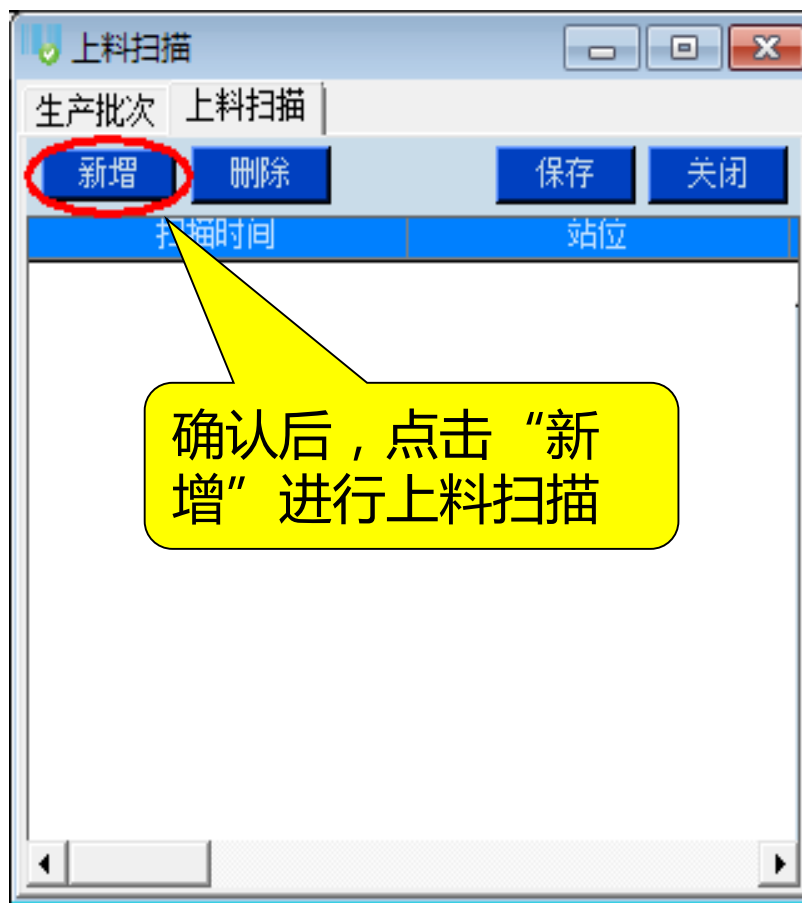 上料扫描
生产批次 上料扫描
新增 删除 保存 关闭
扫描时间 站位
确认后，点击“新
增”进行上料扫描